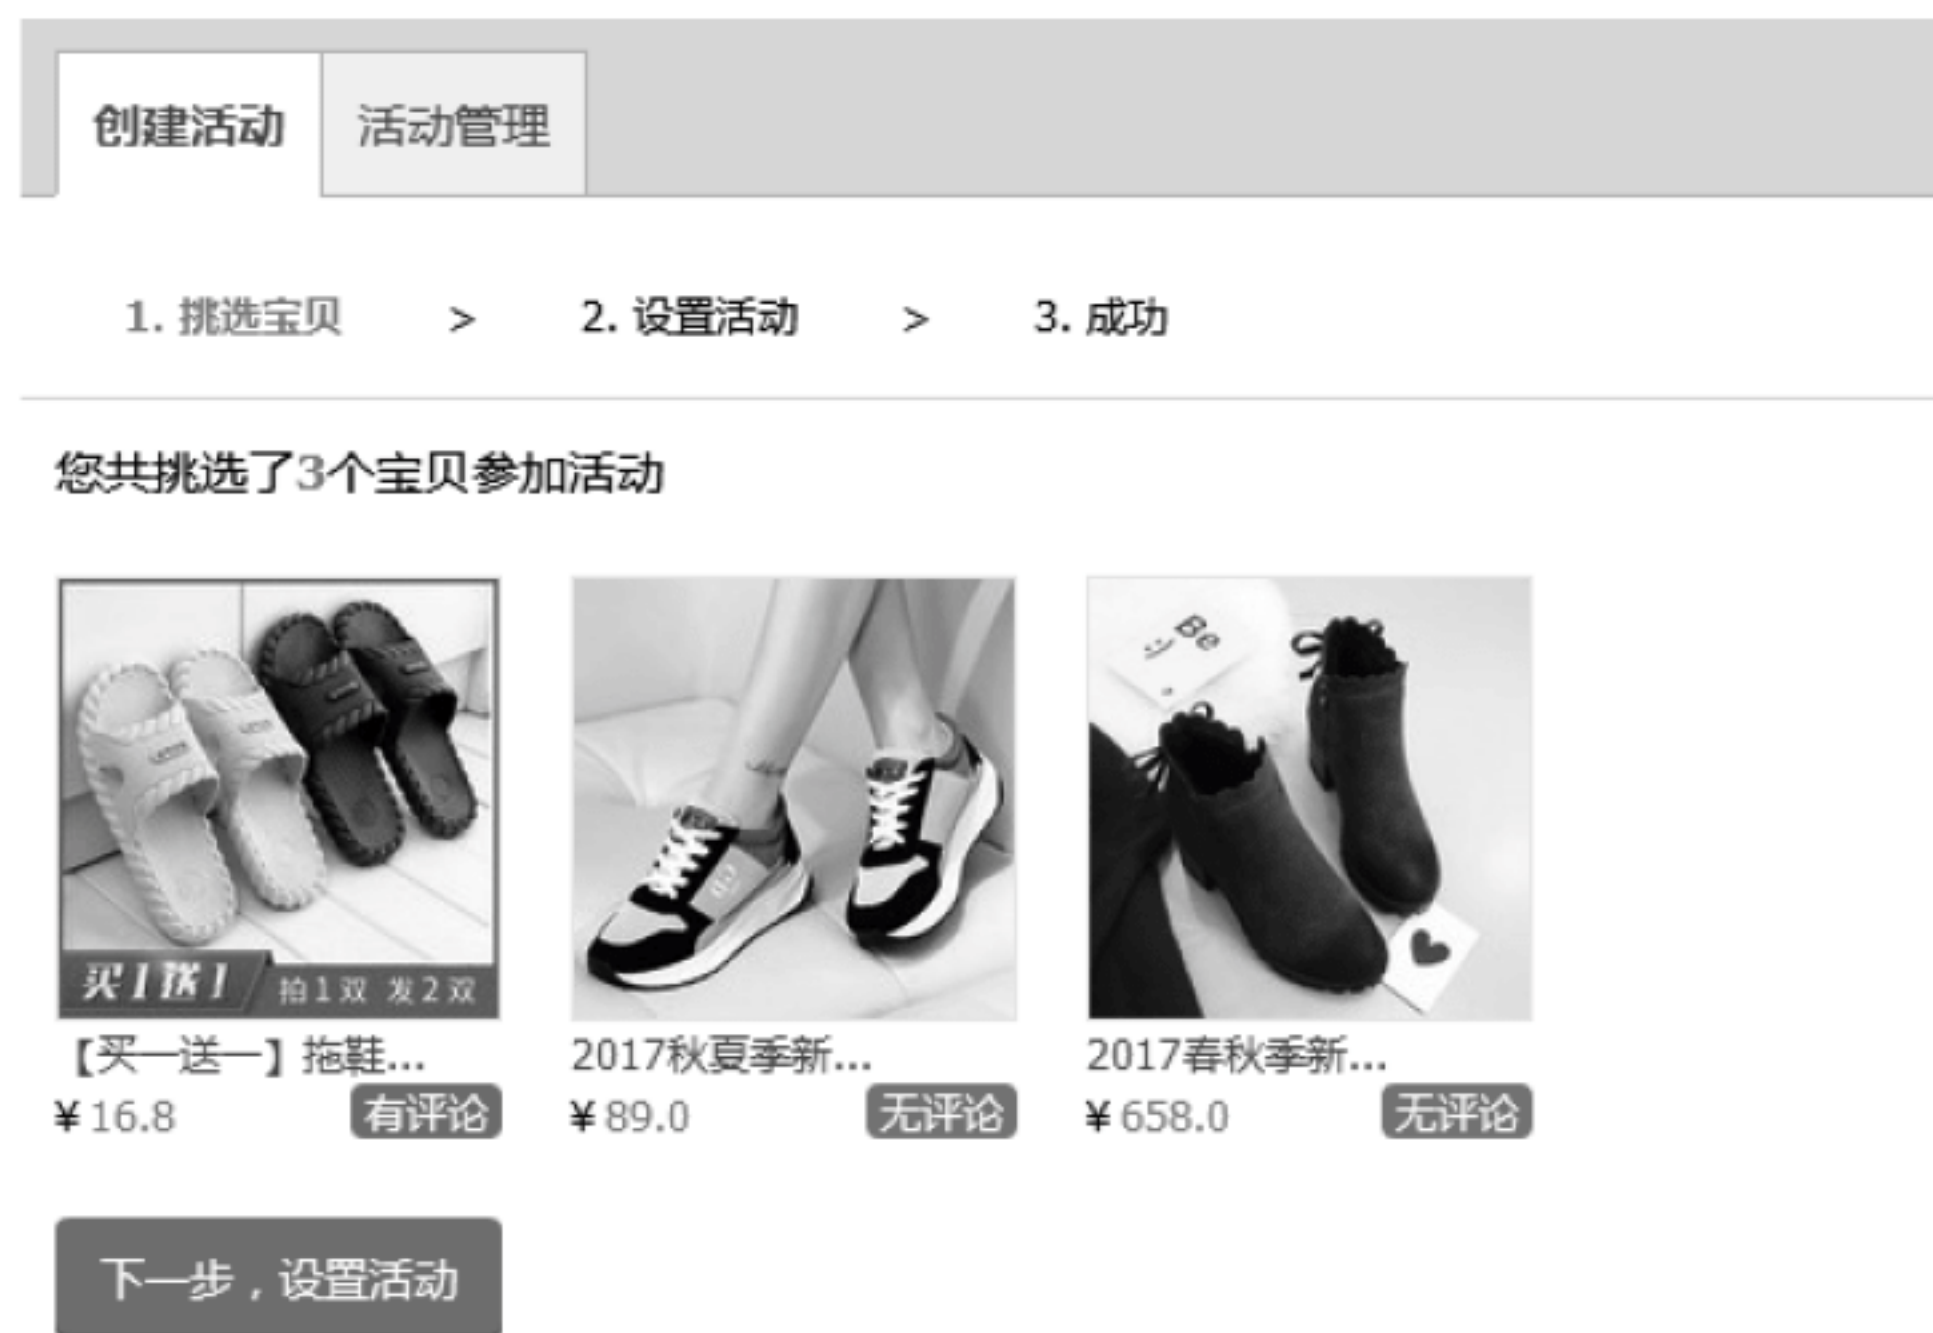 创建活动 活动管理
1. 挑选宝贝 > 2. 设置活动 > 3. 成功
您共挑选了3个宝贝参加活动
Be
买1送1 拍1双 发2双
【买一送一】拖鞋...
¥16.8 有评论
2017秋夏季新...
¥89.0 无评论
2017春秋季新...
¥658.0 无评论
下一步，设置活动